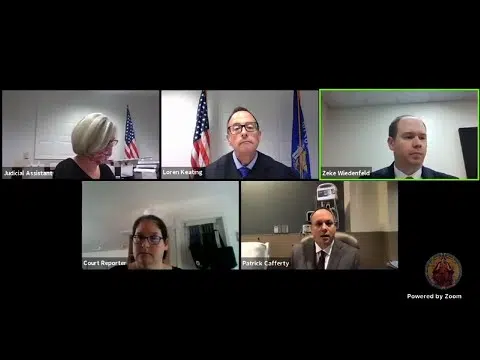 Judicial Assistant
Loren Keating
Zeke Wiedenfeld
Court Reporter
Patrick Cafferty
Powered by Zoom